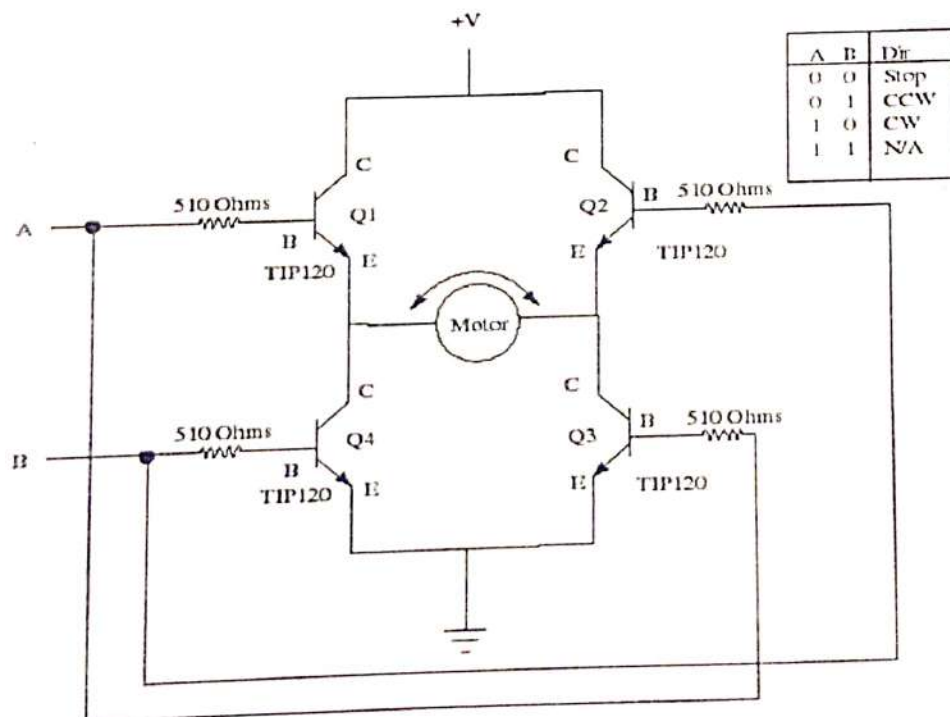 +V
A B Dir
0 0 Stop
0 1 CCW
1 0 CW
1 1 N/A
C
C
510 Ohms
B
510 Ohms
A
Q1
Q2
B
E
E
TIP120
TIP120
Motor
C
C
510 Ohms
B
510 Ohms
B
Q4
Q3
B
E
E
TIP120
TIP120